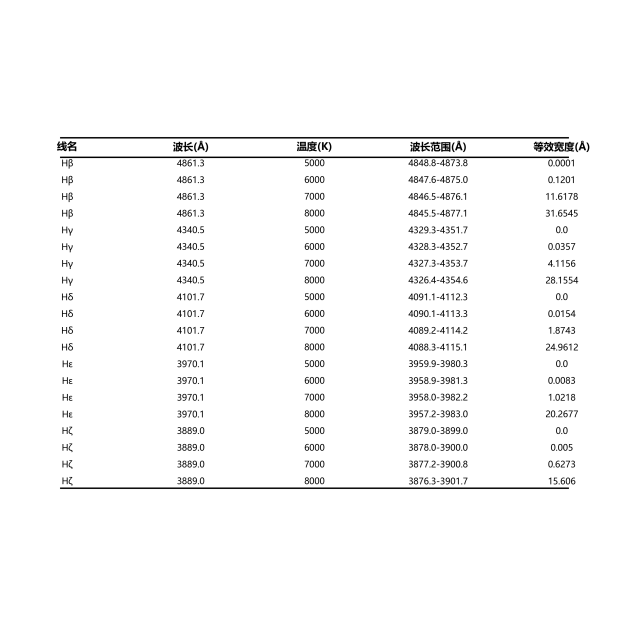 线名 波长(Å) 温度(K) 波长范围(Å) 等效宽度(Å)
Hβ 4861.3 5000 4848.8-4873.8 0.0001
Hβ 4861.3 6000 4847.6-4875.0 0.1201
Hβ 4861.3 7000 4846.5-4876.1 11.6178
Hβ 4861.3 8000 4845.5-4877.1 31.6545
Hγ 4340.5 5000 4329.3-4351.7 0.0
Hγ 4340.5 6000 4328.3-4352.7 0.0357
Hγ 4340.5 7000 4327.3-4353.7 4.1156
Hγ 4340.5 8000 4326.4-4354.6 28.1554
Hδ 4101.7 5000 4091.1-4112.3 0.0
Hδ 4101.7 6000 4090.1-4113.3 0.0154
Hδ 4101.7 7000 4089.2-4114.2 1.8743
Hδ 4101.7 8000 4088.3-4115.1 24.9612
Hε 3970.1 5000 3959.9-3980.3 0.0
Hε 3970.1 6000 3958.9-3981.3 0.0083
Hε 3970.1 7000 3958.0-3982.2 1.0218
Hε 3970.1 8000 3957.2-3983.0 20.2677
Hζ 3889.0 5000 3879.0-3899.0 0.0
Hζ 3889.0 6000 3878.0-3900.0 0.005
Hζ 3889.0 7000 3877.2-3900.8 0.6273
Hζ 3889.0 8000 3876.3-3901.7 15.606